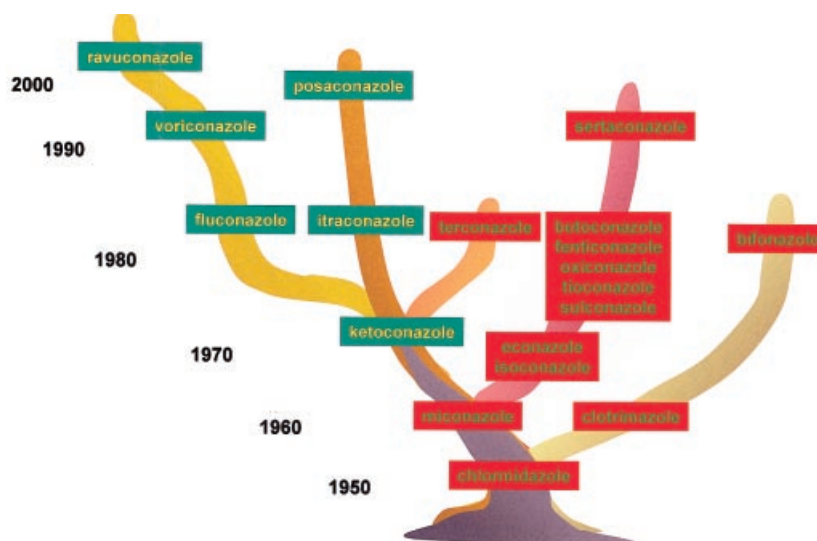 ravuconazole
2000
posaconazole
voriconazole
sertaconazole
1990
fluconazole
itraconazole
terconazole
butoconazole
fenticonazole
oxiconazole
tioconazole
sulconazole
bifonazole
1980
ketoconazole
1970
econazole
isoconazole
miconazole
clotrimazole
1960
chlormidazole
1950